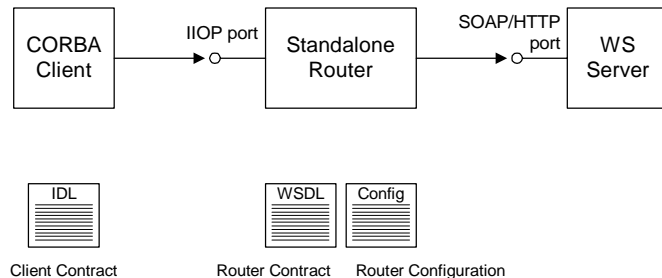 CORBA
Client
IIOP port
Standalone
Router
SOAP/HTTP
port
WS
Server
IDL
WSDL
Config
Client Contract
Router Contract
Router Configuration